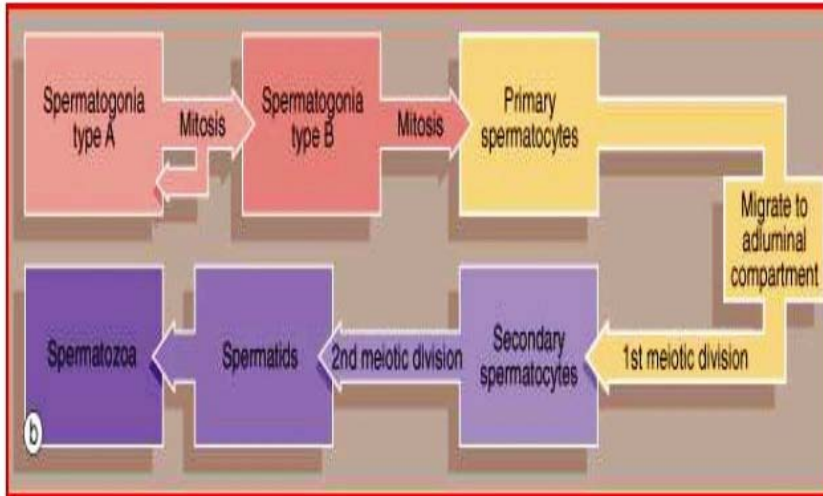 Spermatogonia
type A
Mitosis
Spermatogonia
type B
Mitosis
Primary
spermatocytes
Migrate to
adluminal
compartment
1st meiotic division
Secondary
spermatocytes
2nd meiotic division
Spermatids
Spermatozoa
b